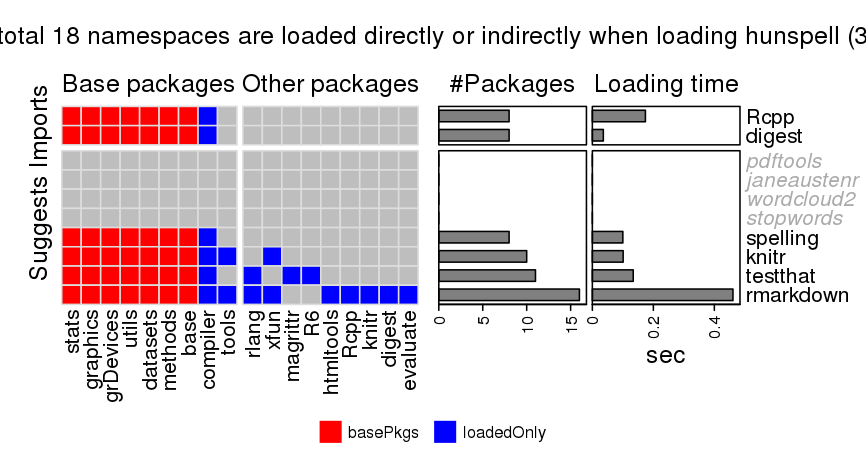 total 18 namespaces are loaded directly or indirectly when loading hunspell (3
Base packages Other packages #Packages Loading time
Imports
Suggests
Rcpp
digest
pdftools
janeaustenr
wordcloud2
stopwords
spelling
knitr
testthat
rmarkdown
stats
graphics
grDevices
utils
datasets
methods
base
compiler
tools
rlang
xfun
magrittr
R6
htmltools
Rcpp
knitr
digest
evaluate
0 5 10 15
0 0.2 0.4
sec
basePkgs loadedOnly